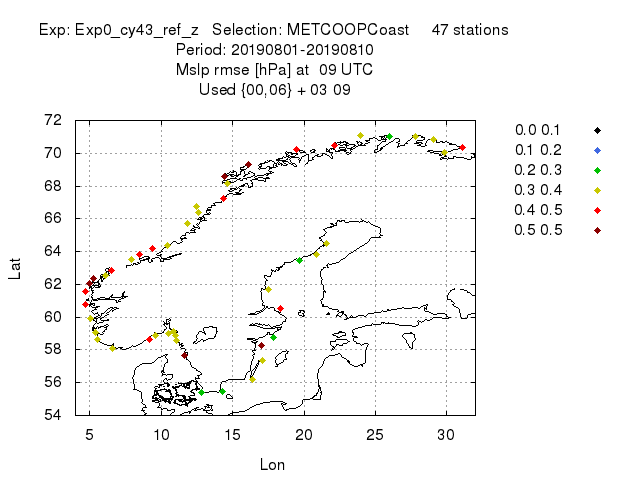 Exp: Exp0_cy43_ref_z   Selection: METCOOPCoast     47 stations
Period: 20190801-20190810
Mslp rmse [hPa] at  09 UTC
Used {00,06} + 03 09
0.0 0.1
0.1 0.2
0.2 0.3
0.3 0.4
0.4 0.5
0.5 0.5
72
70
68
66
64
62
60
58
56
54
Lat
5 10 15 20 25 30
Lon